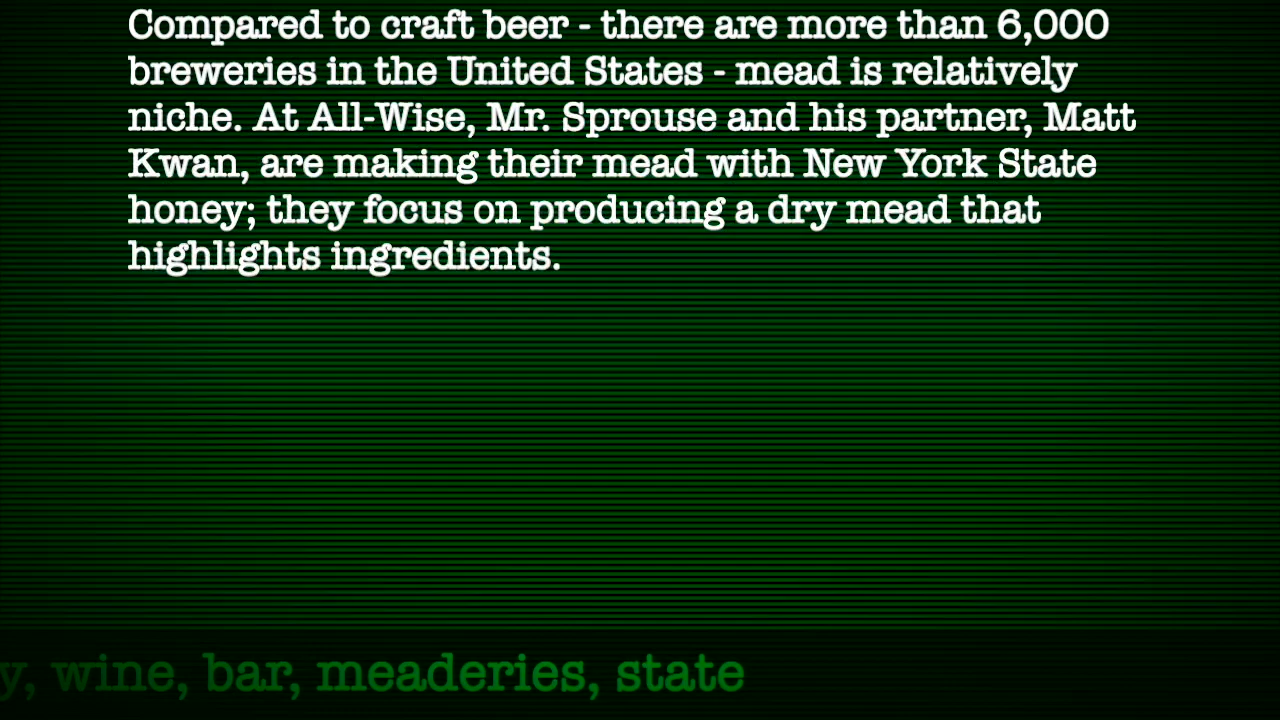 Compared to craft beer - there are more than 6,000
breweries in the United States - mead is relatively
niche. At All-Wise, Mr. Sprouse and his partner, Matt
Kwan, are making their mead with New York State
honey; they focus on producing a dry mead that
highlights ingredients.
y, wine, bar, meaderies, state